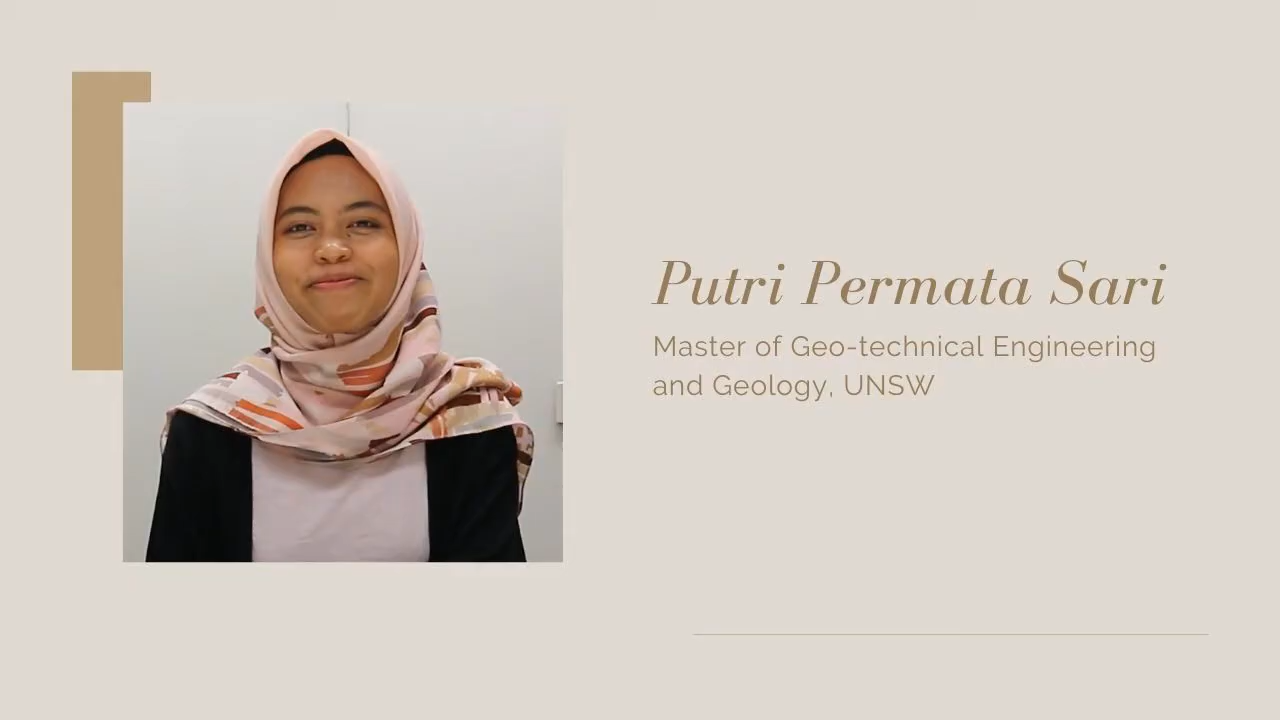 Putri Permata Sari
Master of Geo-technical Engineering
and Geology, UNSW